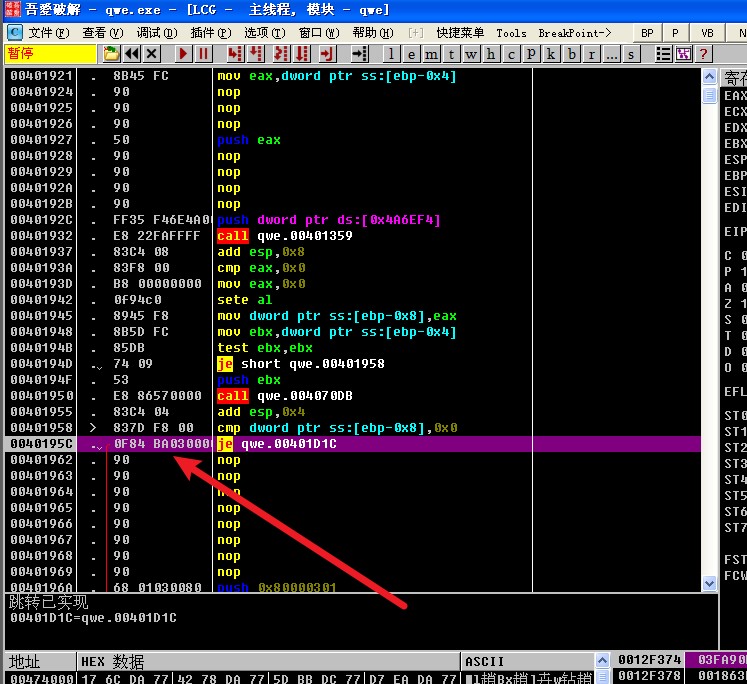 吾爱破解 - qwe.exe - [LCG - 主线程, 模块 - qwe]
文件(F) 查看(V) 调试(D) 插件(P) 选项(T) 窗口(W) 帮助(H) [+] 快捷菜单 Tools BreakPoint-> BP P VB N
暂停 l e m t w h c p k b r ... s ?
00401921 . 8B45 FC mov eax,dword ptr ss:[ebp-0x4] 寄存
00401924 . 90 nop EAX
00401925 . 90 nop ECX
00401926 . 90 nop EDX
00401927 . 50 push eax EBX
00401928 . 90 nop ESP
00401929 . 90 nop EBP
0040192A . 90 nop ESI
0040192B . 90 nop EDI
0040192C . FF35 F46E4A0 push dword ptr ds:[0x4A6EF4]
00401932 . E8 22FAFFFF call qwe.00401359 EIP
00401937 . 83C4 08 add esp,0x8
0040193A . 83F8 00 cmp eax,0x0 C 0
0040193D . B8 00000000 mov eax,0x0 P 1
00401942 . 0f94c0 sete al A 0
00401945 . 8945 F8 mov dword ptr ss:[ebp-0x8],eax Z 1
00401948 . 8B5D FC mov ebx,dword ptr ss:[ebp-0x4] S 0
0040194B . 85DB test ebx,ebx T 0
0040194D . 74 09 je short qwe.00401958 D 0
0040194F . 53 push ebx O 0
00401950 . E8 86570000 call qwe.004070DB EFL
00401955 . 83C4 04 add esp,0x4 ST0
00401958 > 837D F8 00 cmp dword ptr ss:[ebp-0x8],0x0 ST1
0040195C . 0F84 BA030000 je qwe.00401D1C ST2
00401962 . 90 nop ST3
00401963 . 90 nop ST4
00401964 . 90 nop ST5
00401965 . 90 nop ST6
00401966 . 90 nop ST7
00401967 . 90 nop
00401968 . 90 nop FST
00401969 . 90 nop FCW
0040196A . 68 01030080 push 0x80000301
跳转已实现
00401D1C=qwe.00401D1C
地址 HEX 数据 ASCII 0012F374 03FA90
00474000 17 6C DA 77 42 78 DA 77 5D BB DC 77 D7 EA DA 77 0012F378 001863